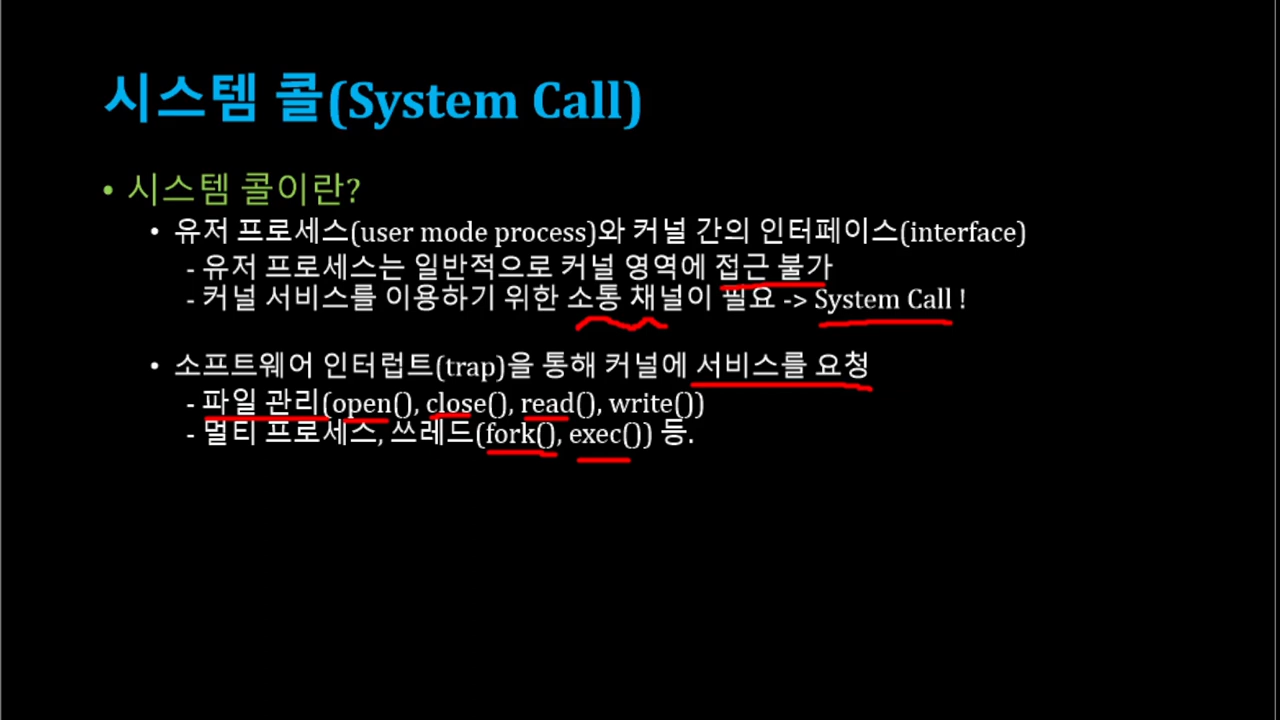 시스템 콜(System Call)
• 시스템 콜이란?
• 유저 프로세스(user mode process)와 커널 간의 인터페이스(interface)
- 유저 프로세스는 일반적으로 커널 영역에 접근 불가
- 커널 서비스를 이용하기 위한 소통 채널이 필요 -> System Call !
• 소프트웨어 인터럽트(trap)을 통해 커널에 서비스를 요청
- 파일 관리(open(), close(), read(), write())
- 멀티 프로세스, 쓰레드(fork(), exec()) 등.